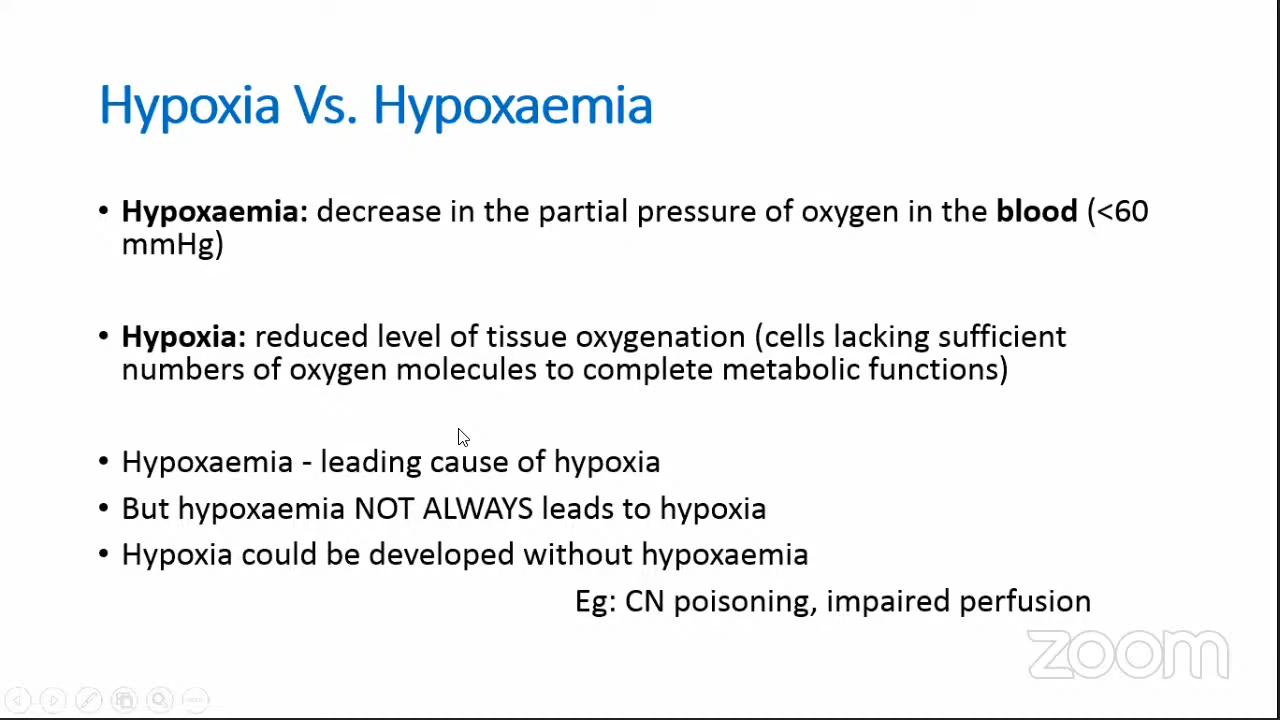 Hypoxia Vs. Hypoxaemia
• Hypoxaemia: decrease in the partial pressure of oxygen in the blood (<60
mmHg)
• Hypoxia: reduced level of tissue oxygenation (cells lacking sufficient
numbers of oxygen molecules to complete metabolic functions)
• Hypoxaemia - leading cause of hypoxia
• But hypoxaemia NOT ALWAYS leads to hypoxia
• Hypoxia could be developed without hypoxaemia
Eg: CN poisoning, impaired perfusion
zoom